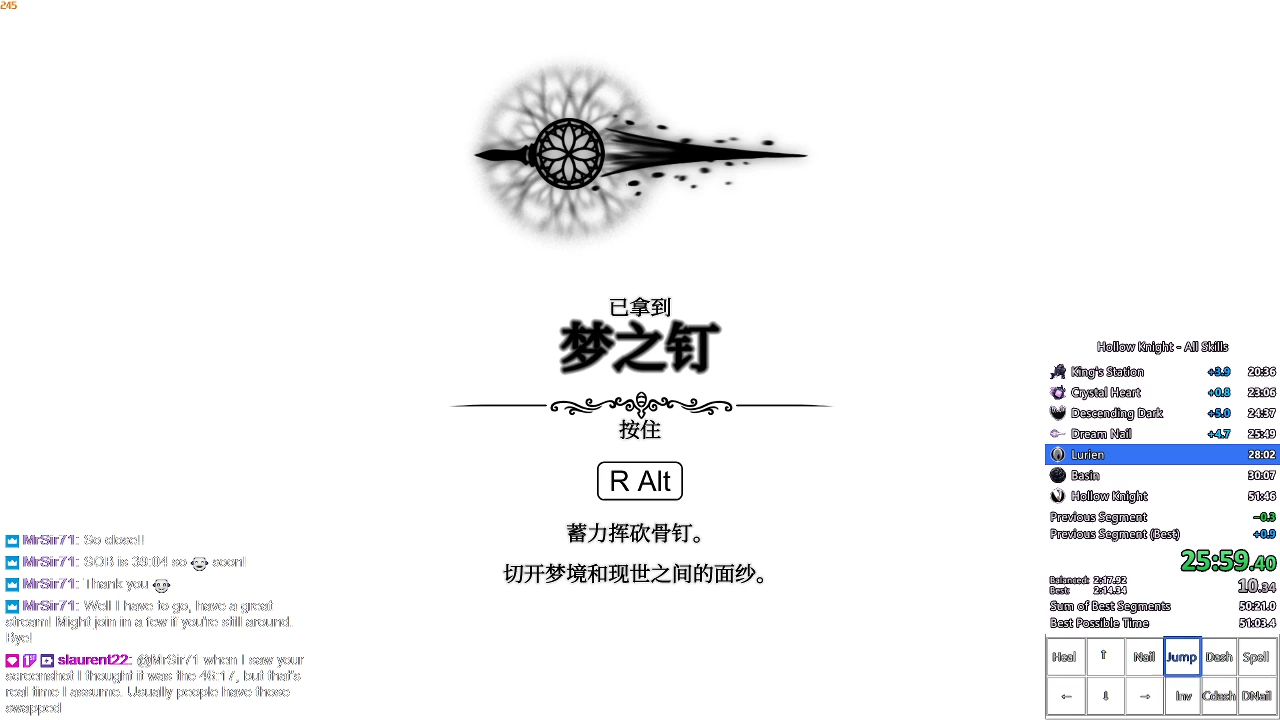 245
已拿到
梦之钉
按住
R Alt
蓄力挥砍骨钉。
切开梦境和现世之间的面纱。
MrSir71: So close!!
MrSir71: SOB is 39:04 so soon!
MrSir71: Thank you
MrSir71: Well I have to go, have a great
stream! Might join in a few if you're still around.
Bye!
slaurent22: @MrSir71 when I saw your
screenshot I thought it was the 46:17, but that's
real time I assume. Usually people have those
swapped
Hollow Knight - All Skills
King's Station +3.9 20:36
Crystal Heart +0.8 23:06
Descending Dark +5.0 24:37
Dream Nail +4.7 25:49
Lurien 28:02
Basin 30:07
Hollow Knight 51:46
Previous Segment −0.3
Previous Segment (Best) +0.9
25:59.40
Balanced: 2:17.92
Best: 2:14.34
10.34
Sum of Best Segments 50:21.0
Best Possible Time 51:03.4
Heal ↑ Nail Jump Dash Spell
← ↓ → Inv Cdash DNail